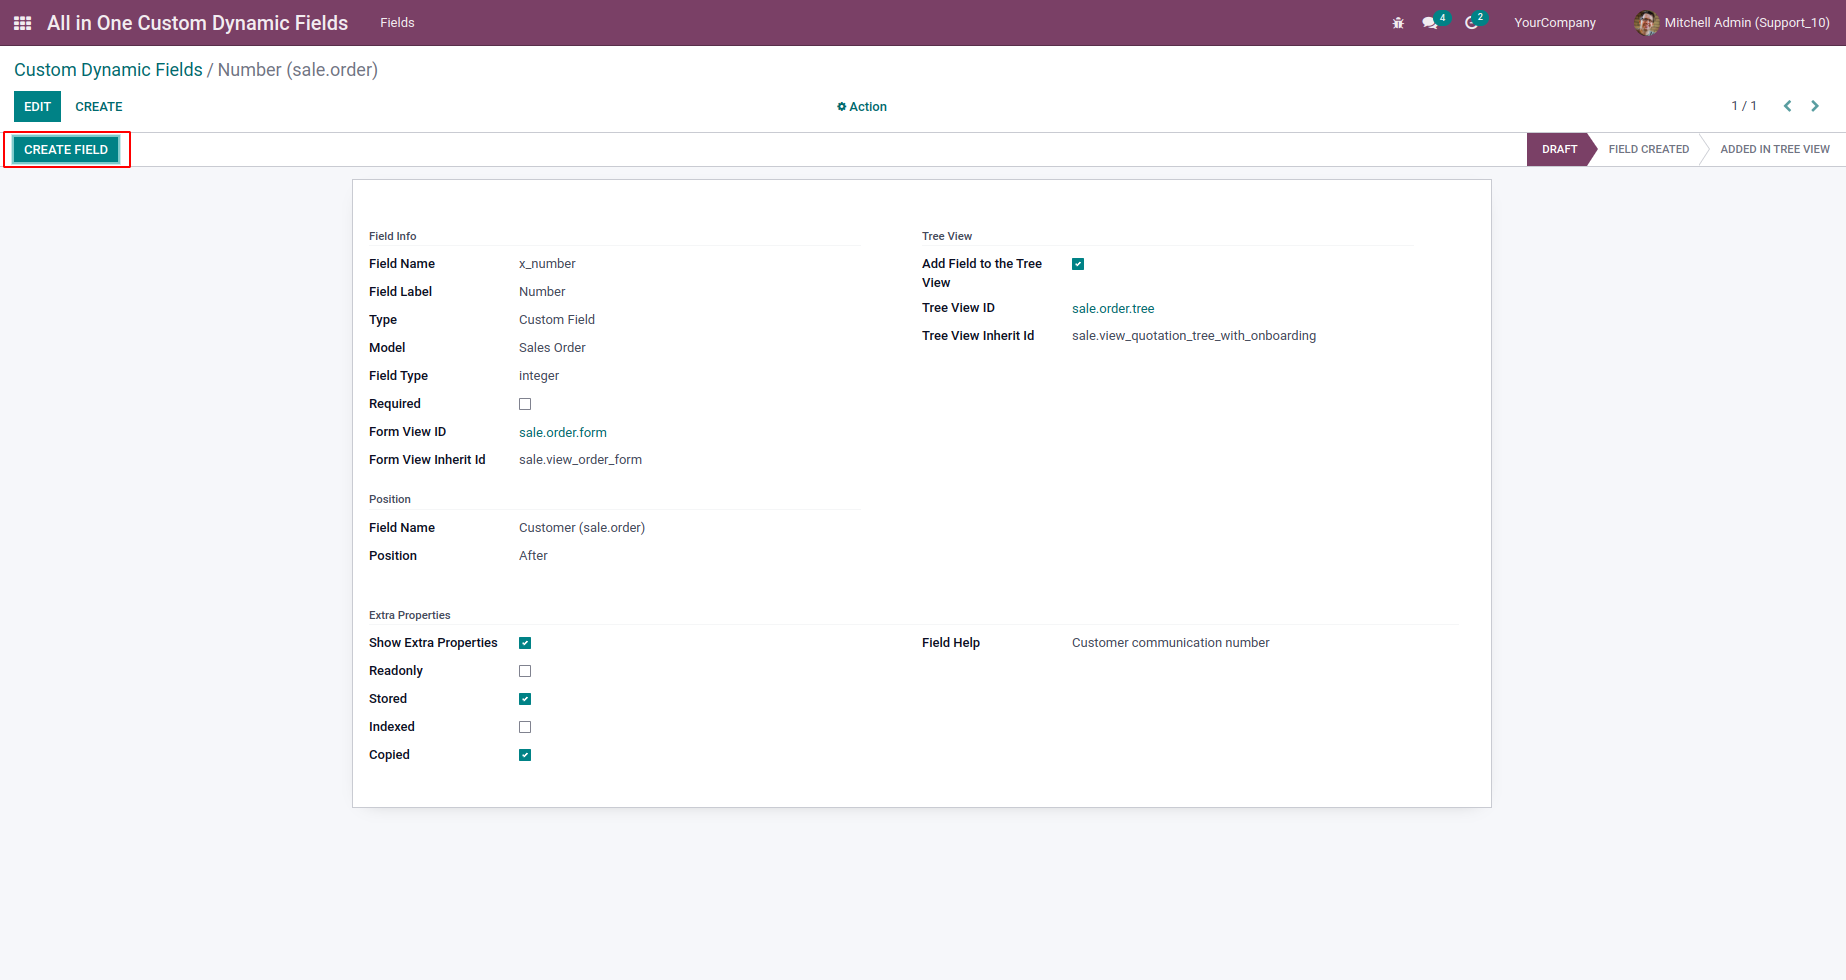 All in One Custom Dynamic Fields Fields 4 2 YourCompany Mitchell Admin (Support_10)
Custom Dynamic Fields / Number (sale.order)
EDIT CREATE Action 1 / 1
CREATE FIELD DRAFT FIELD CREATED ADDED IN TREE VIEW
Field Info
Field Name x_number
Field Label Number
Type Custom Field
Model Sales Order
Field Type integer
Required
Form View ID sale.order.form
Form View Inherit Id sale.view_order_form
Tree View
Add Field to the Tree
View
Tree View ID sale.order.tree
Tree View Inherit Id sale.view_quotation_tree_with_onboarding
Position
Field Name Customer (sale.order)
Position After
Extra Properties
Show Extra Properties
Readonly
Stored
Indexed
Copied
Field Help Customer communication number